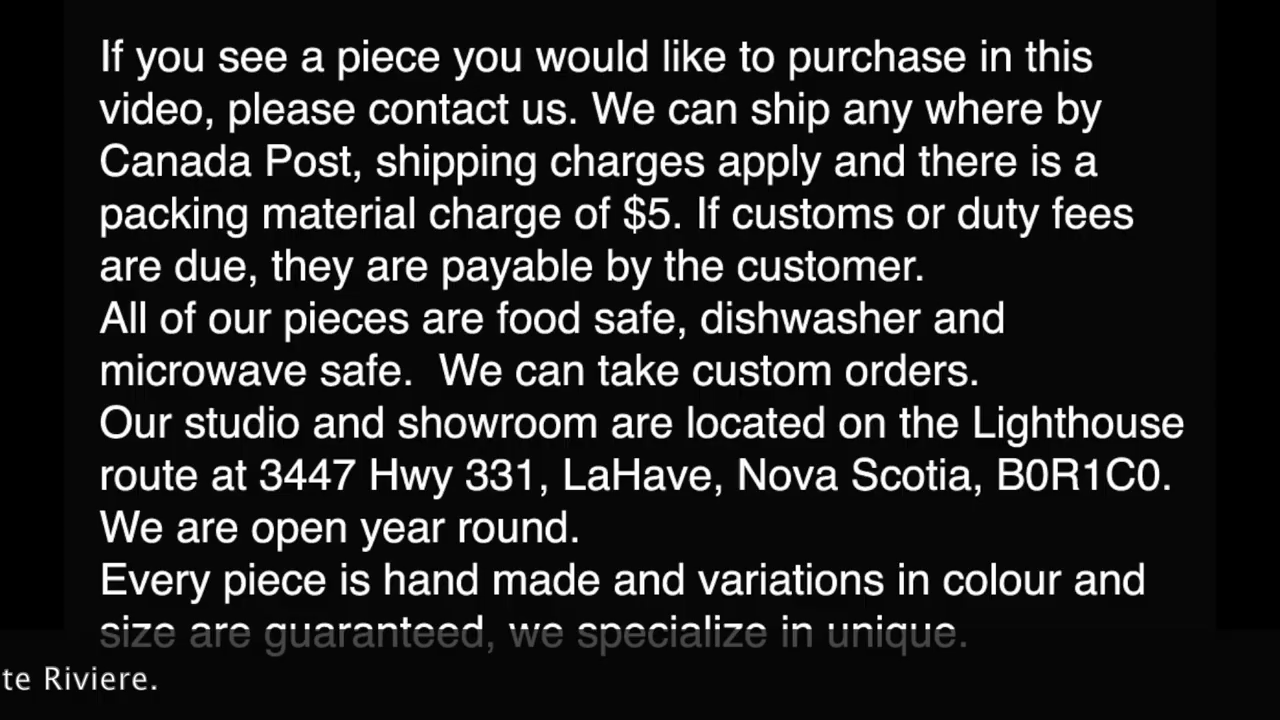 If you see a piece you would like to purchase in this
video, please contact us. We can ship any where by
Canada Post, shipping charges apply and there is a
packing material charge of $5. If customs or duty fees
are due, they are payable by the customer.
All of our pieces are food safe, dishwasher and
microwave safe.  We can take custom orders.
Our studio and showroom are located on the Lighthouse
route at 3447 Hwy 331, LaHave, Nova Scotia, B0R1C0.
We are open year round.
Every piece is hand made and variations in colour and
size are guaranteed, we specialize in unique.
te Riviere.